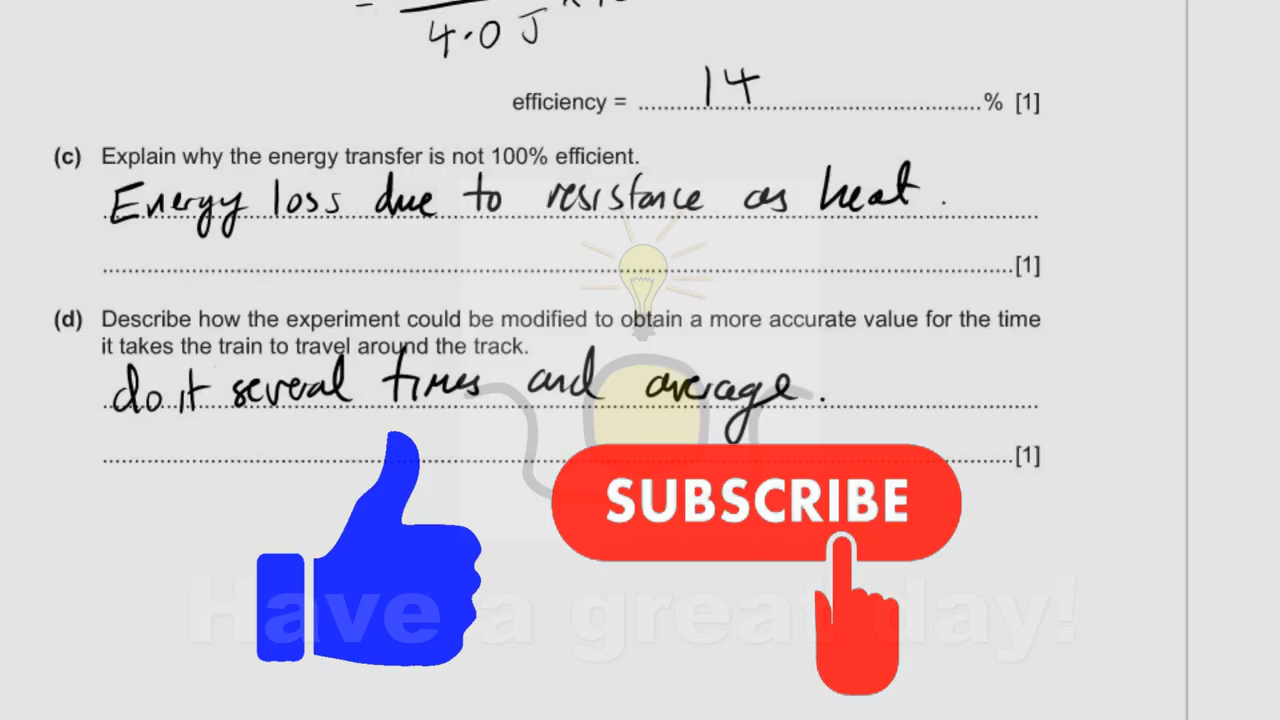 4.0 J
efficiency = 14 % [1]
(c) Explain why the energy transfer is not 100% efficient.
Energy loss due to resistance as heat.
[1]
(d) Describe how the experiment could be modified to obtain a more accurate value for the time
it takes the train to travel around the track.
do it several times and average.
[1]
SUBSCRIBE
Have a great day!